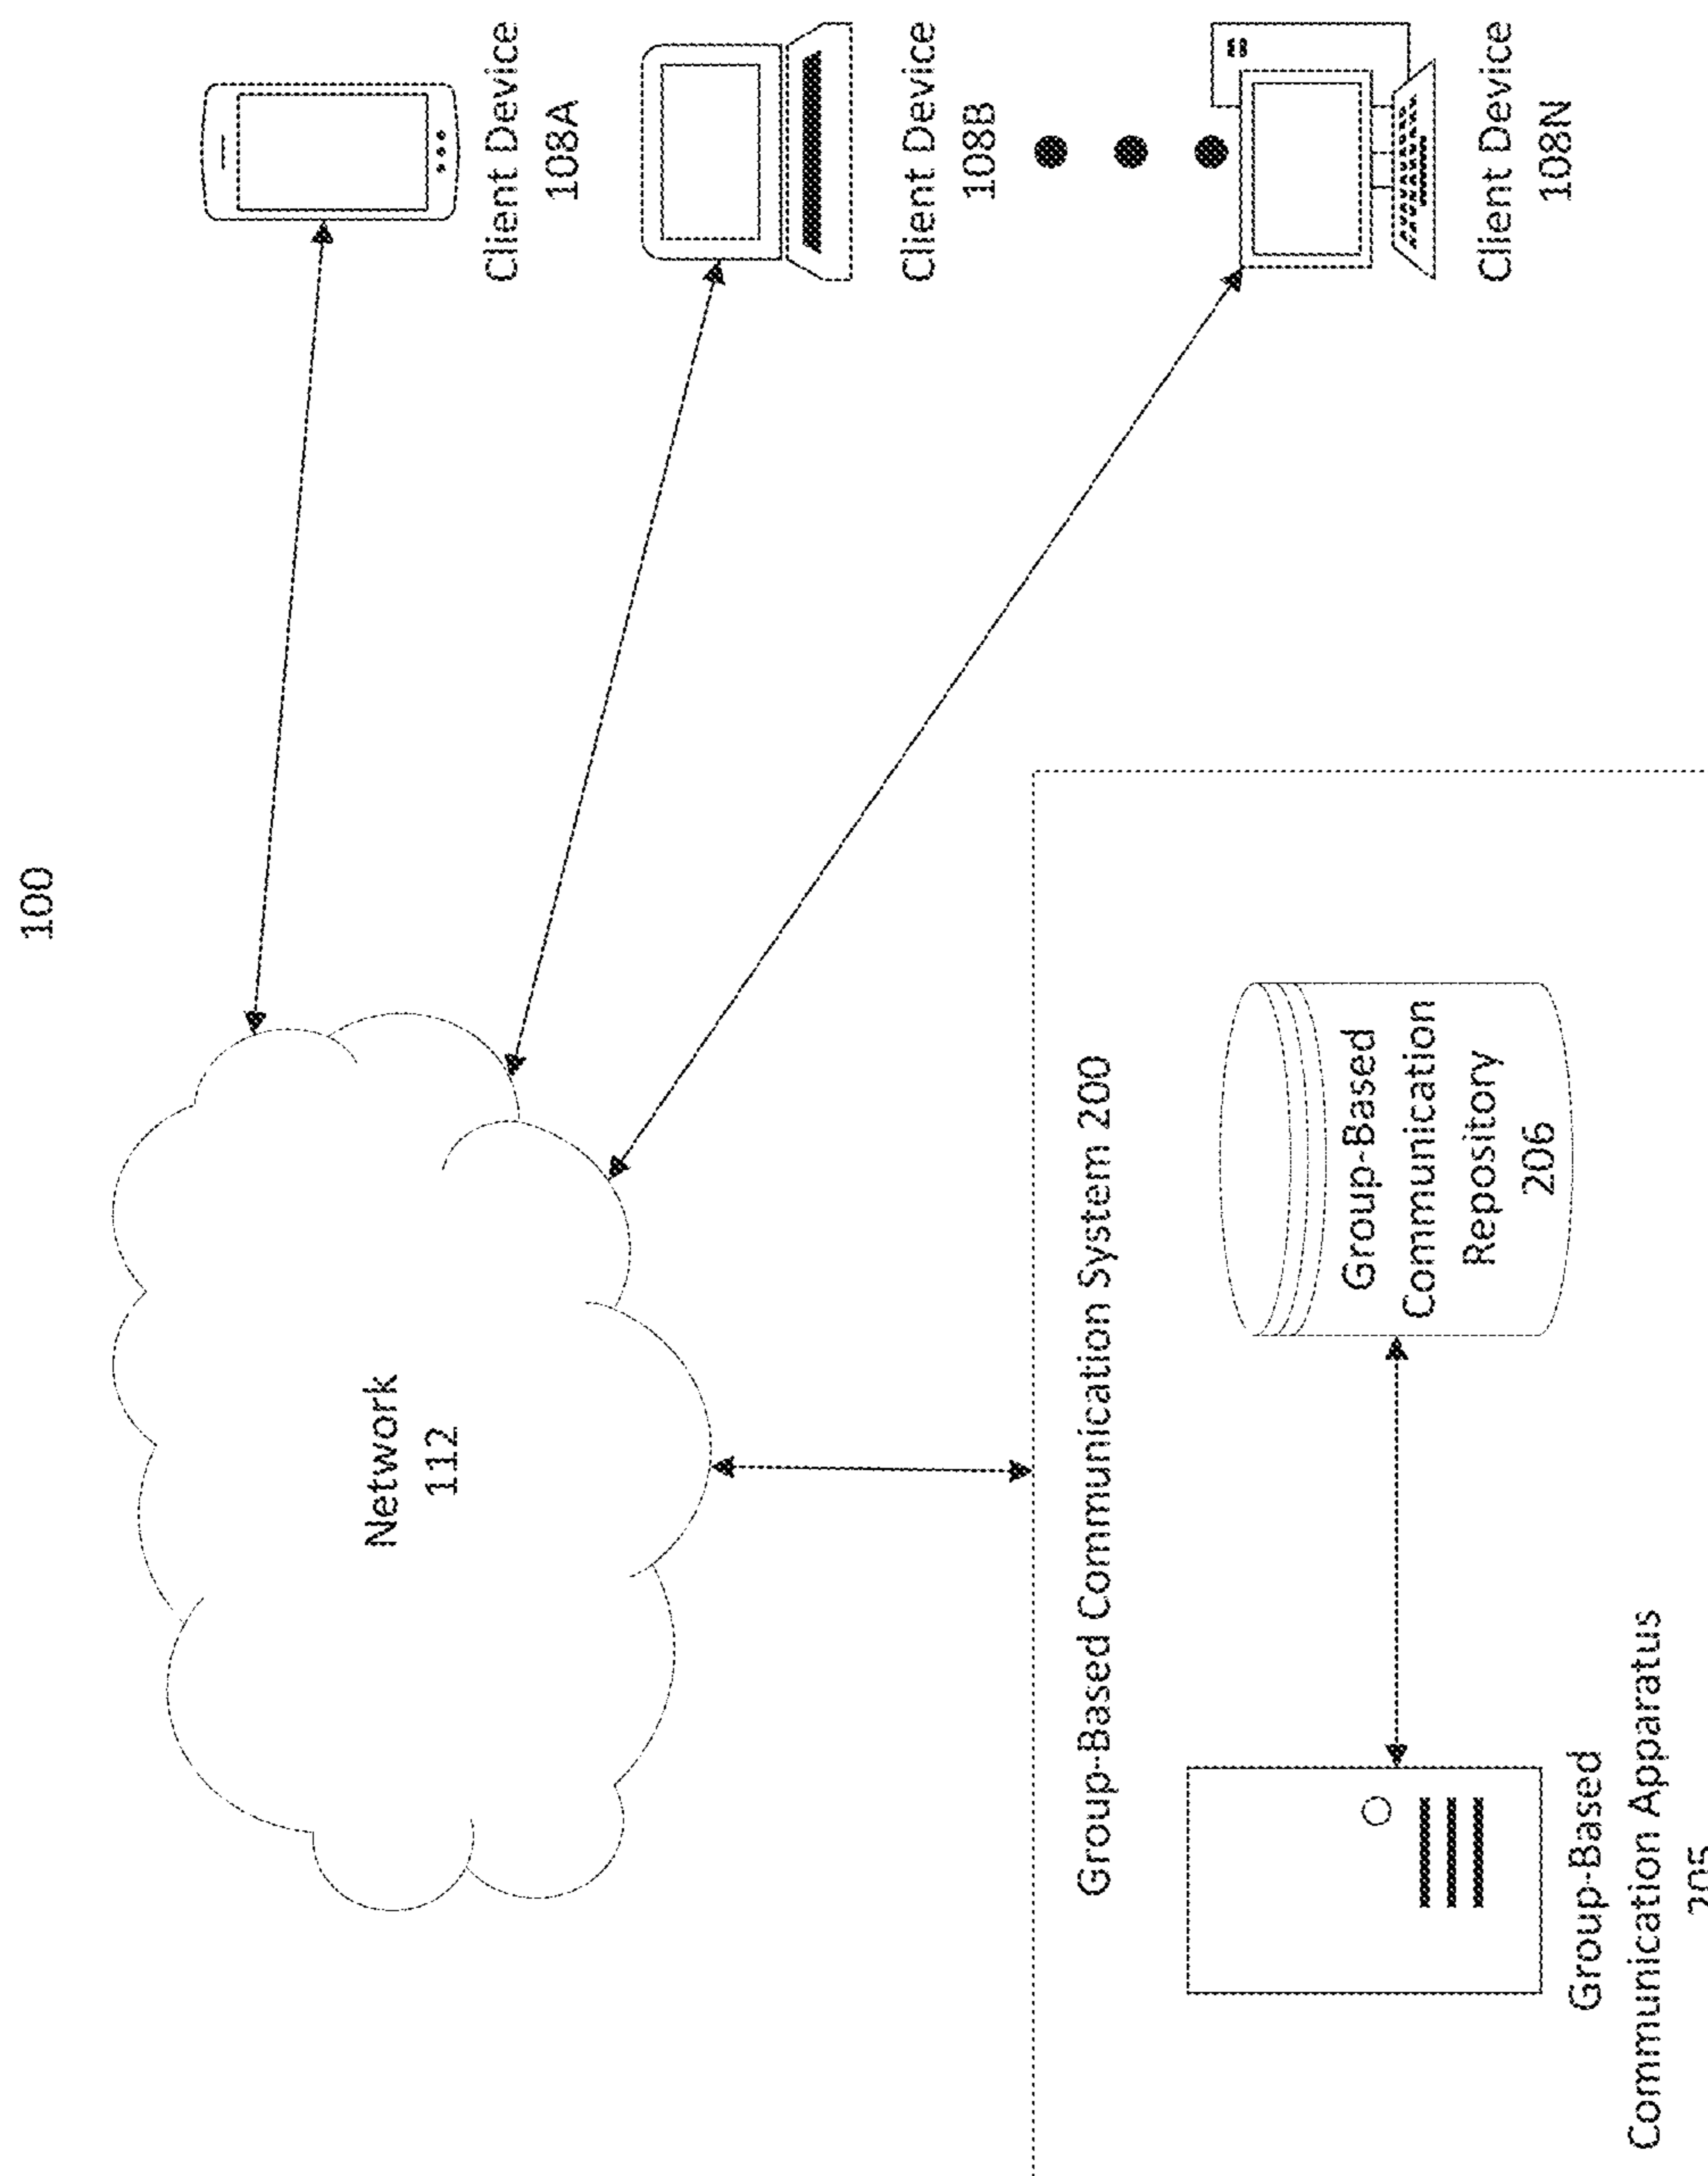 100
Network
112
Client Device
108A
Client Device
108B
Client Device
108N
Group-Based Communication System 200
Group-Based
Communication
Repository
206
Group-Based
Communication Apparatus
205